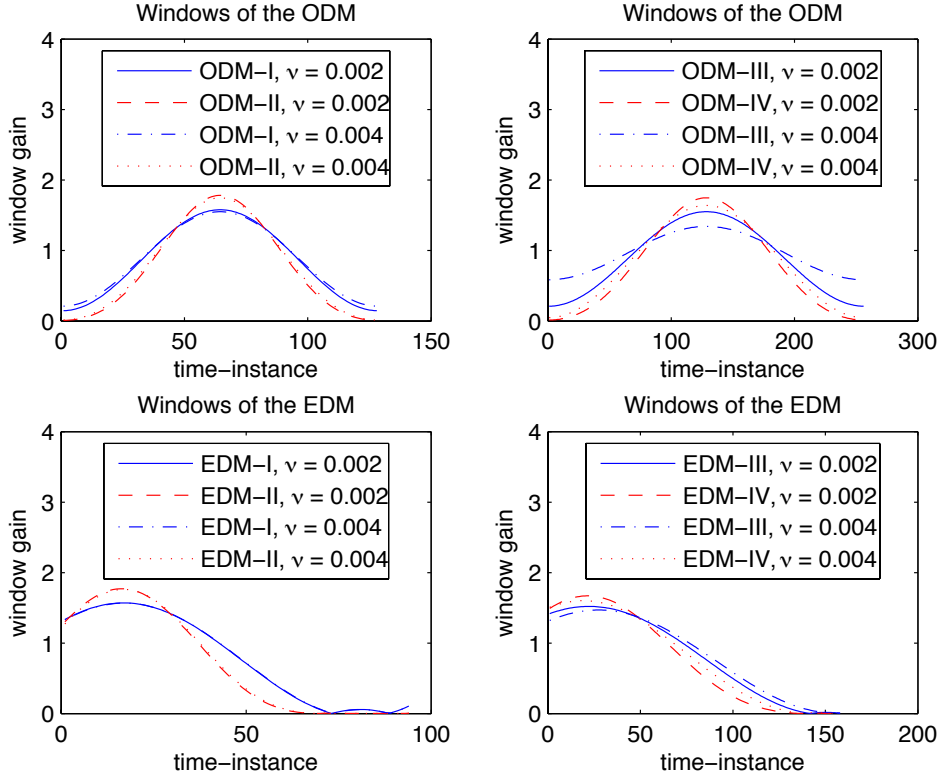 Windows of the ODM
4
3
2
1
0
window gain
ODM−I, ν = 0.002
ODM−II, ν = 0.002
ODM−I, ν = 0.004
ODM−II, ν = 0.004
0
50
100
150
time−instance
Windows of the ODM
4
3
2
1
0
window gain
ODM−III, ν = 0.002
ODM−IV, ν = 0.002
ODM−III, ν = 0.004
ODM−IV, ν = 0.004
0
100
200
300
time−instance
Windows of the EDM
4
3
2
1
0
window gain
EDM−I, ν = 0.002
EDM−II, ν = 0.002
EDM−I, ν = 0.004
EDM−II, ν = 0.004
0
50
100
time−instance
Windows of the EDM
4
3
2
1
0
window gain
EDM−III, ν = 0.002
EDM−IV, ν = 0.002
EDM−III, ν = 0.004
EDM−IV, ν = 0.004
0
50
100
150
200
time−instance